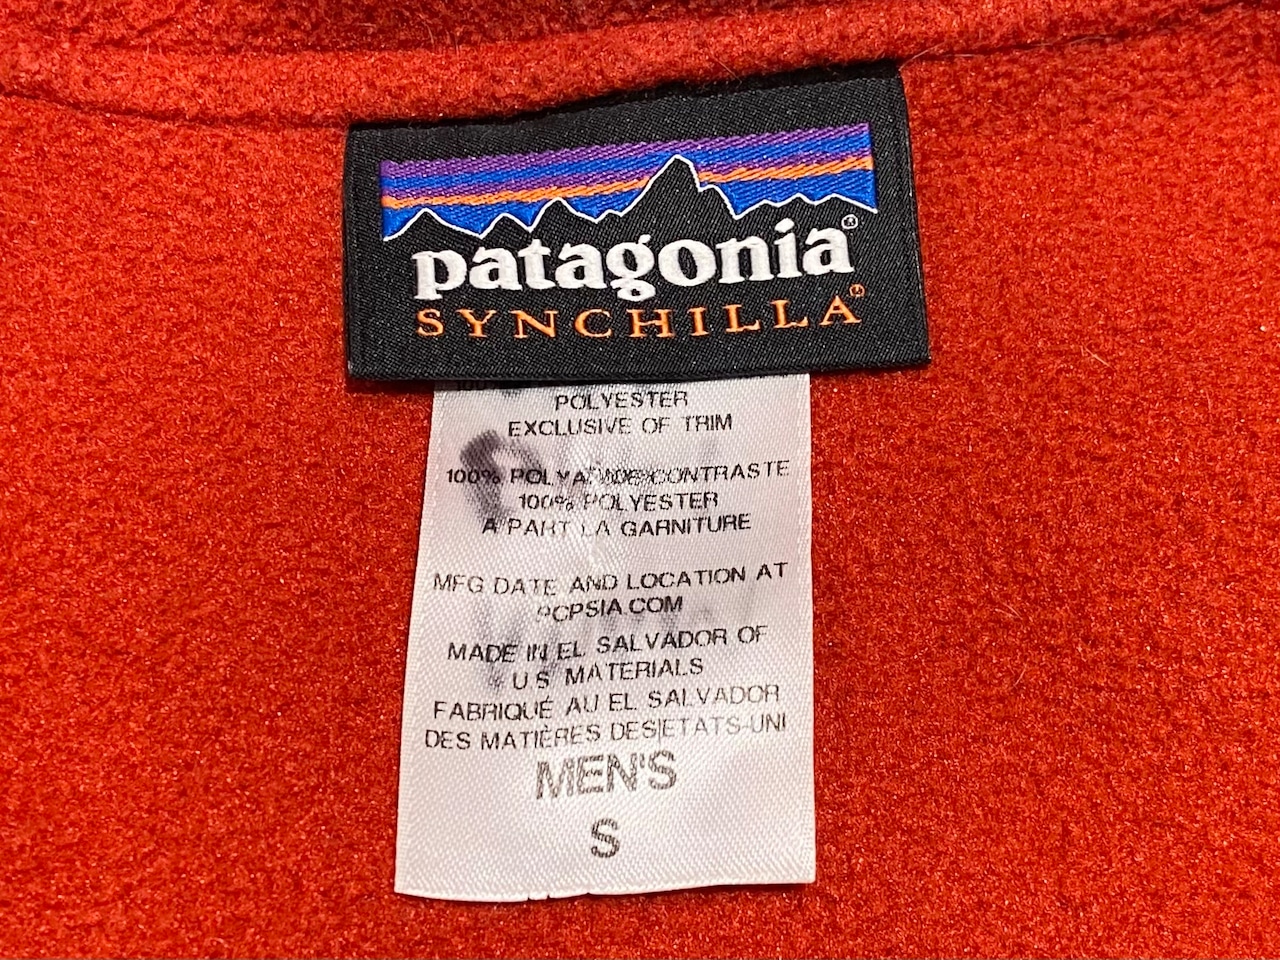 patagonia®
SYNCHILLA®
POLYESTER
EXCLUSIVE OF TRIM
100% POLYAMIDE CONTRASTE
100% POLYESTER
A PART LA GARNITURE
MFG DATE AND LOCATION AT
PCPSIA.COM
MADE IN EL SALVADOR OF
U S MATERIALS
FABRIQUÉ AU EL SALVADOR
DES MATIÈRES DES ETATS-UNI
MEN'S
S